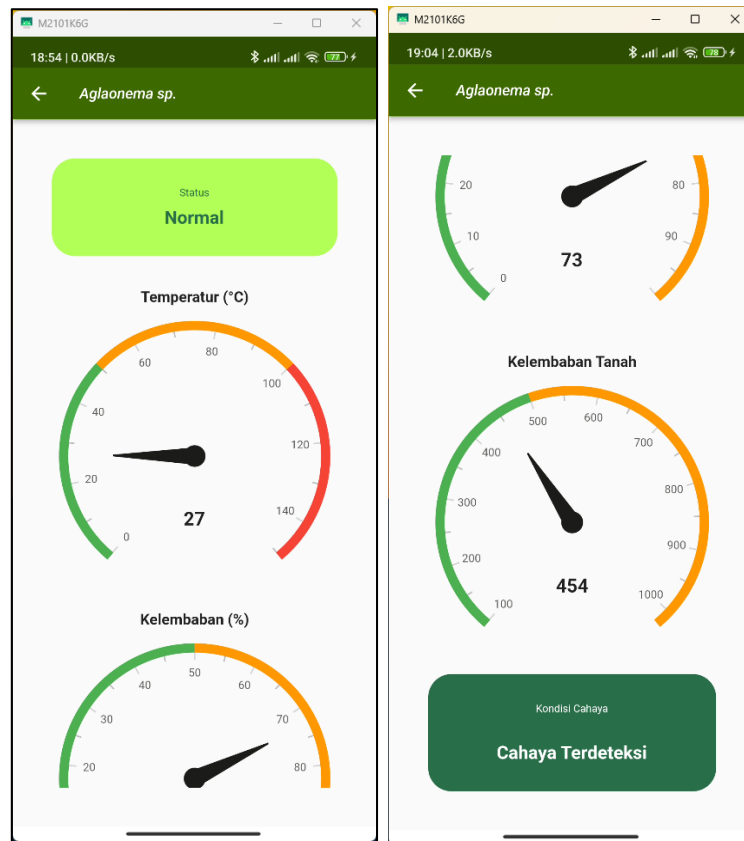 M2101K6G
18:54 | 0.0KB/s
77
Aglaonema sp.
Status
Normal
Temperatur (°C)
0
20
40
60
80
100
120
140
27
Kelembaban (%)
20
30
40
50
60
70
80
M2101K6G
19:04 | 2.0KB/s
78
Aglaonema sp.
0
10
20
80
90
73
Kelembaban Tanah
100
200
300
400
500
600
700
800
900
1000
454
Kondisi Cahaya
Cahaya Terdeteksi